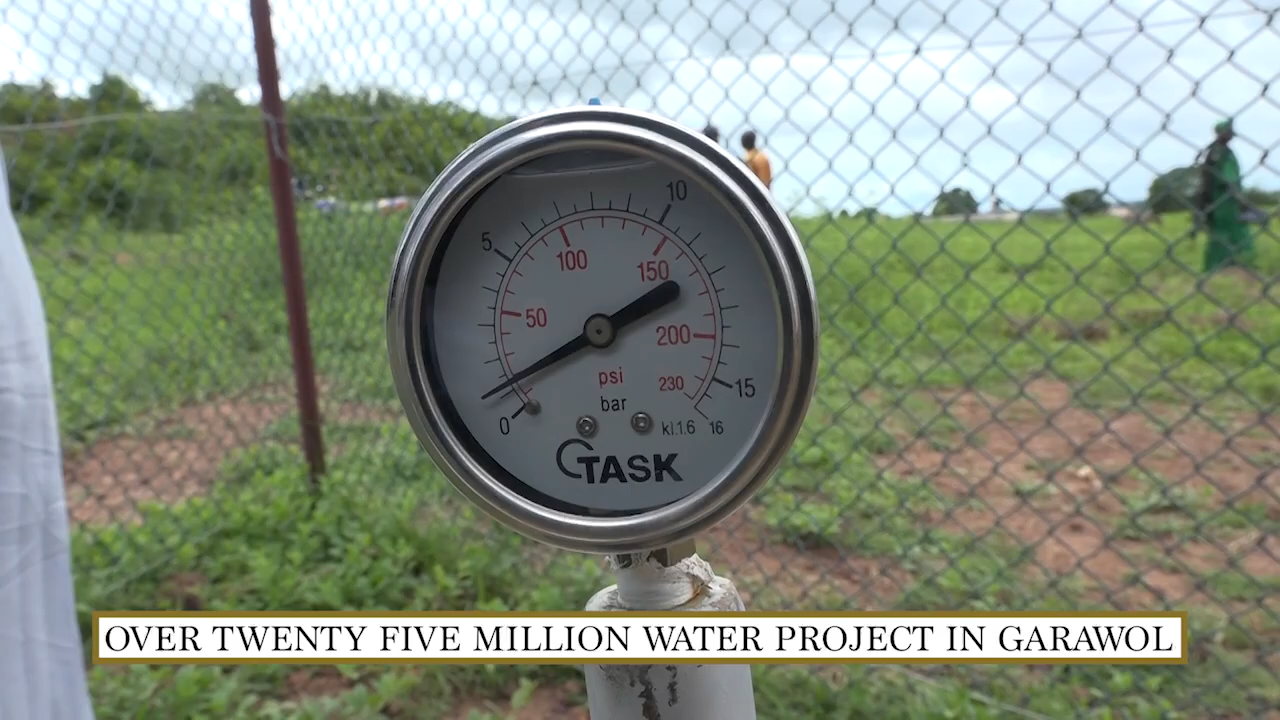 10
5
100
150
50
200
psi
230
bar
15
0
kl.1.6
16
TASK
OVER TWENTY FIVE MILLION WATER PROJECT IN GARAWOL